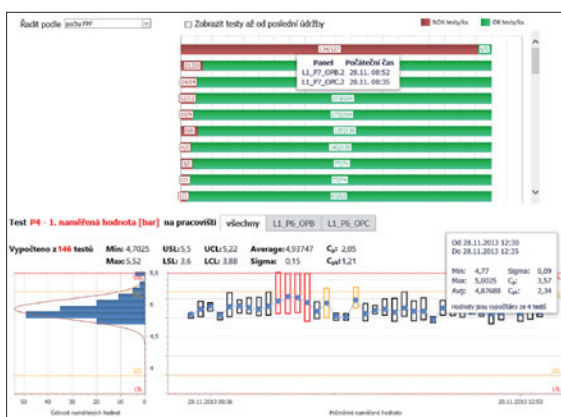 Řadit podle počtu FPF
Zobrazit testy až od poslední údržby
NOK testy/ks OK testy/ks
Panel Počáteční čas
L1_P7_OPB.2 28.11. 08:52
L1_P7_OPC.2 28.11. 08:35
Test P4 - 1. naměřená hodnota [bar] na pracovišti všechny L1_P6_OPB L1_P6_OPC
Vypočteno z 146 testů Min: 4,7025 USL: 5,5 UCL: 5,22 Average: 4,93747 Cp: 2,05
Max: 5,52 LSL: 3,6 LCL: 3,88 Sigma: 0,15 Cpk: 1,21
Od 28.11.2013 12:30
Do 28.11.2013 12:35
Min: 4,77 Sigma: 0,09
Max: 5,0025 Cp: 3,57
Avg: 4,87688 Cpk: 2,34
Hodnoty jsou vypočítány ze 4 testů
5,5
5
4,5
4
LCL
LSL
LCL
LSL
50 40 30 20 10 0
28.11.2013 08:36
28.11.2013 12:53
Četnost naměřených hodnot
Průměrné naměřené hodnoty